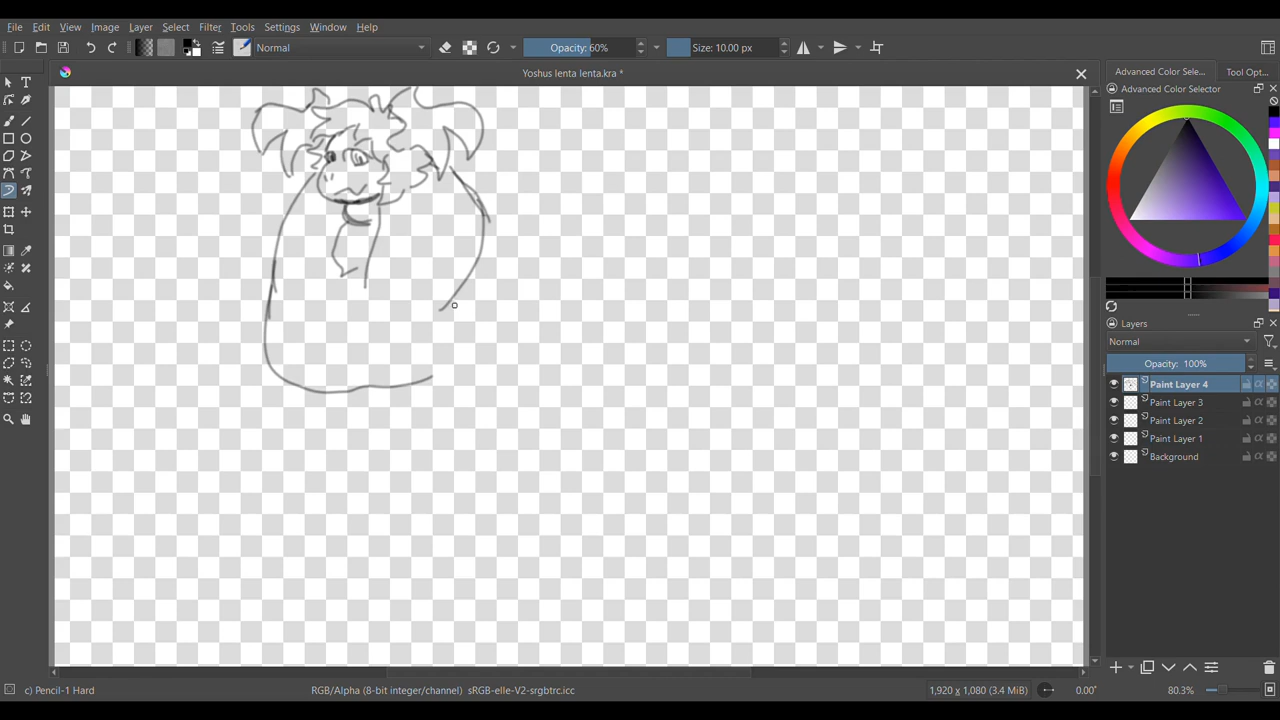 File Edit View Image Layer Select Filter Tools Settings Window Help
Normal Opacity: 60% Size: 10.00 px
Yoshus lenta lenta.kra *
Advanced Color Sele... Tool Opt...
Advanced Color Selector
Layers
Normal
Opacity: 100%
Paint Layer 4
Paint Layer 3
Paint Layer 2
Paint Layer 1
Background
c) Pencil-1 Hard RGB/Alpha (8-bit integer/channel) sRGB-elle-V2-srgbtrc.icc 1,920 x 1,080 (3.4 MiB) 0.00° 80.3%